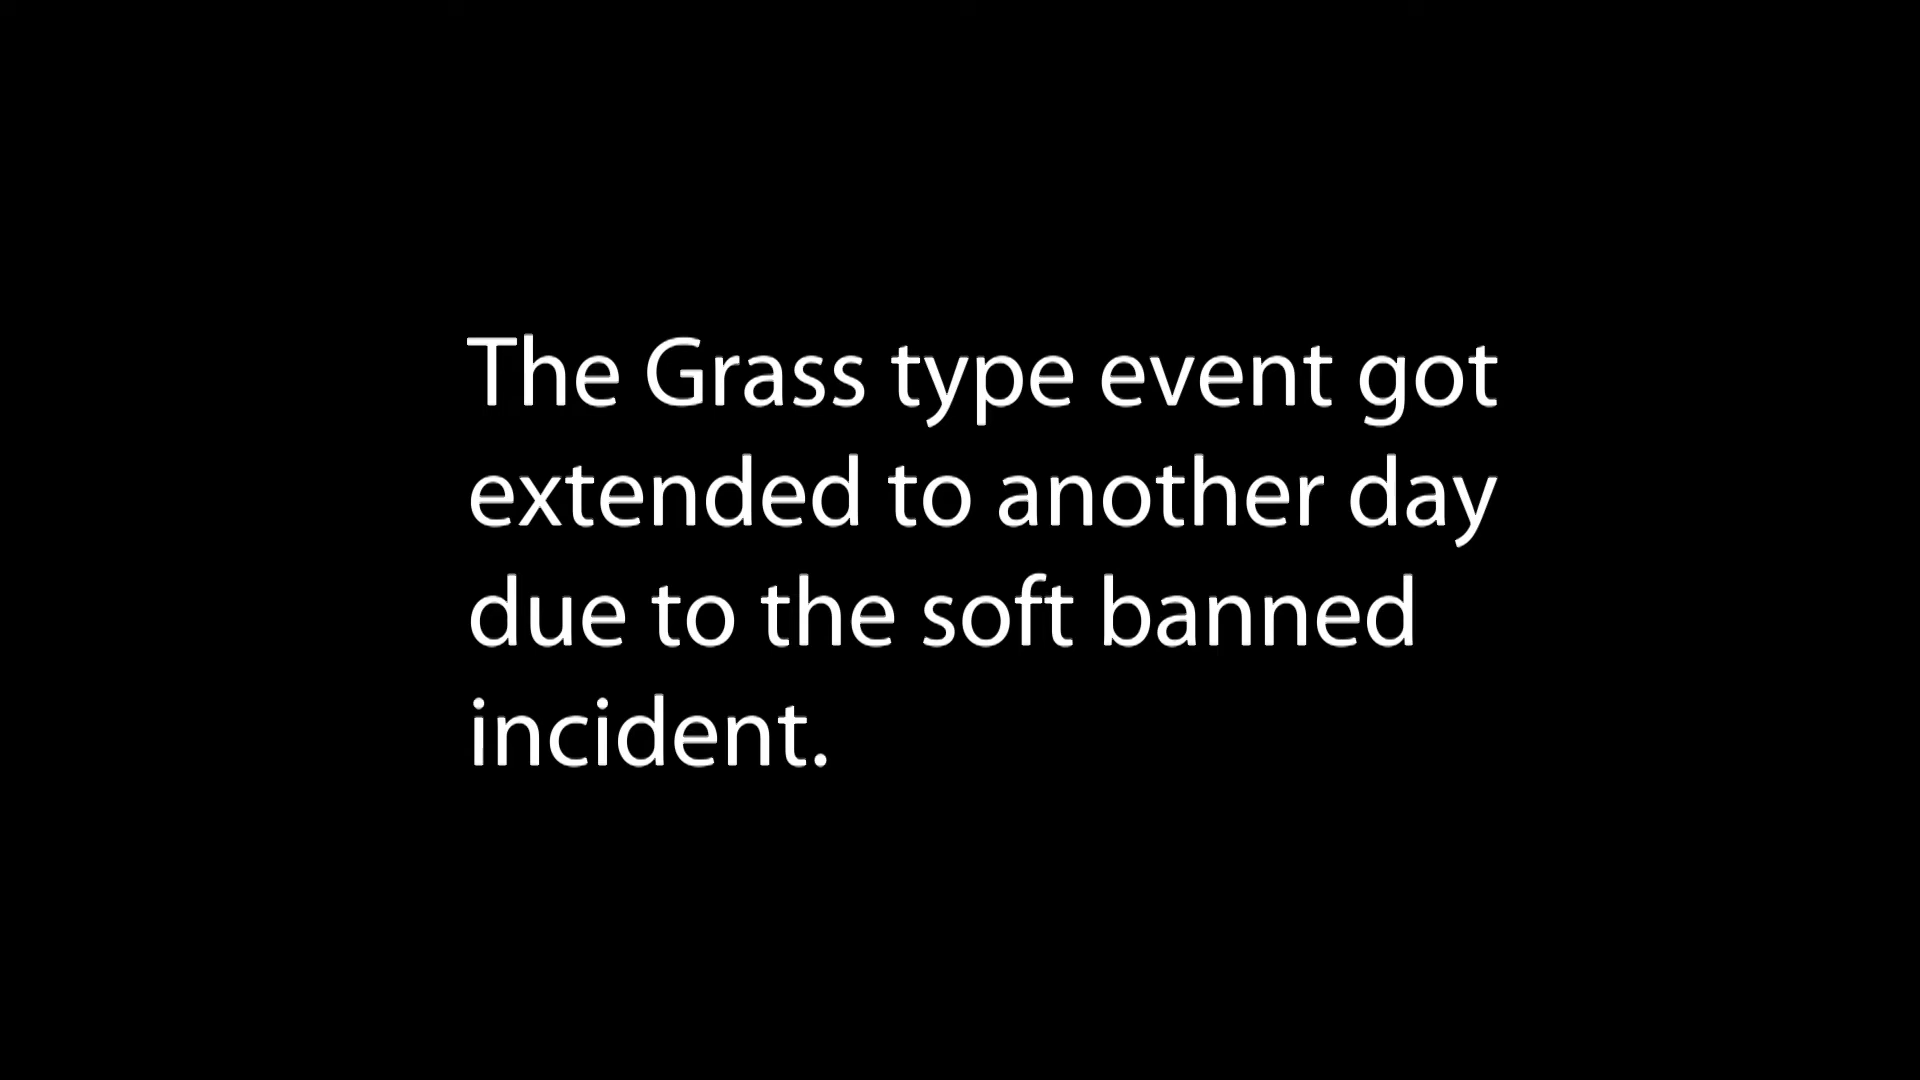 The Grass type event got
extended to another day
due to the soft banned
incident.